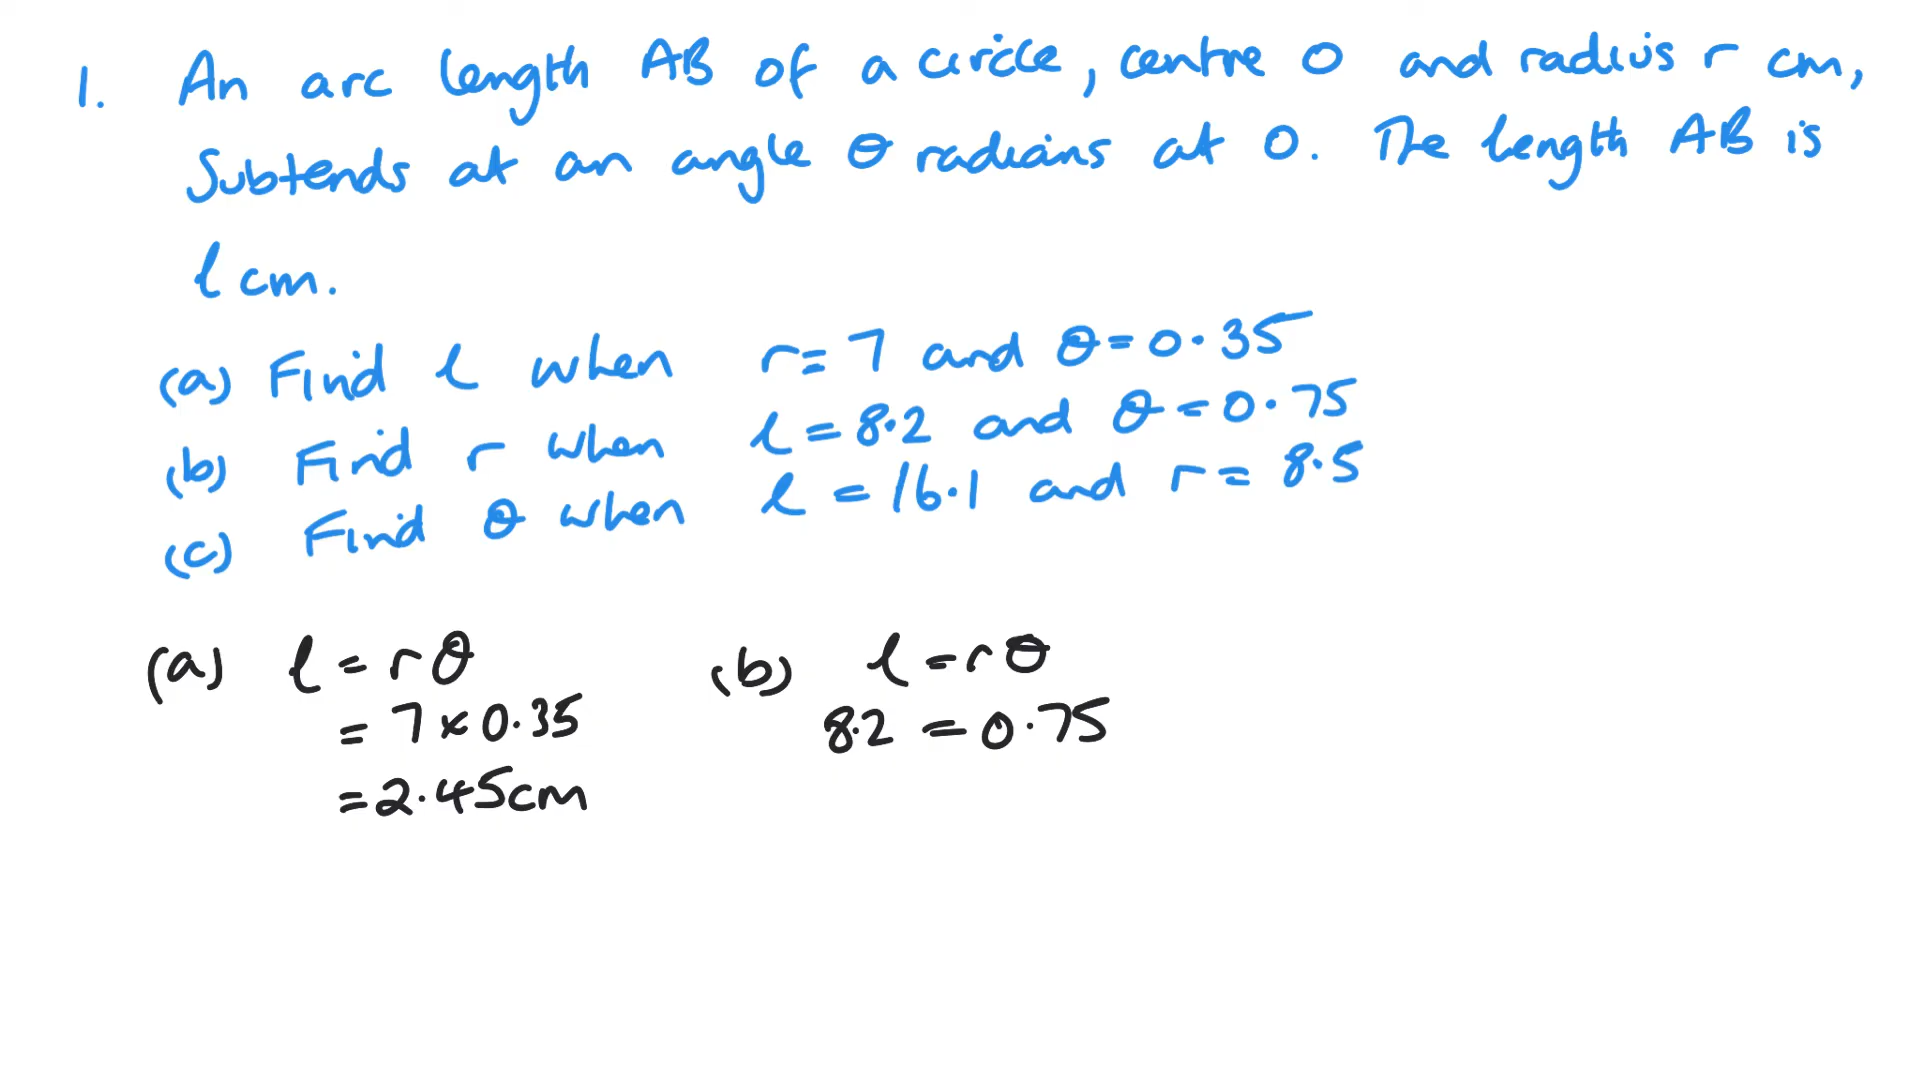 1. An arc length AB of a circle, centre O and radius r cm,
Subtends at an angle θ radians at O. The length AB is
l cm.
(a) Find l when r = 7 and θ = 0.35
(b) Find r when l = 8.2 and θ = 0.75
(c) Find θ when l = 16.1 and r = 8.5
(a) l = rθ
= 7 × 0.35
= 2.45cm
(b) l = rθ
8.2 = 0.75